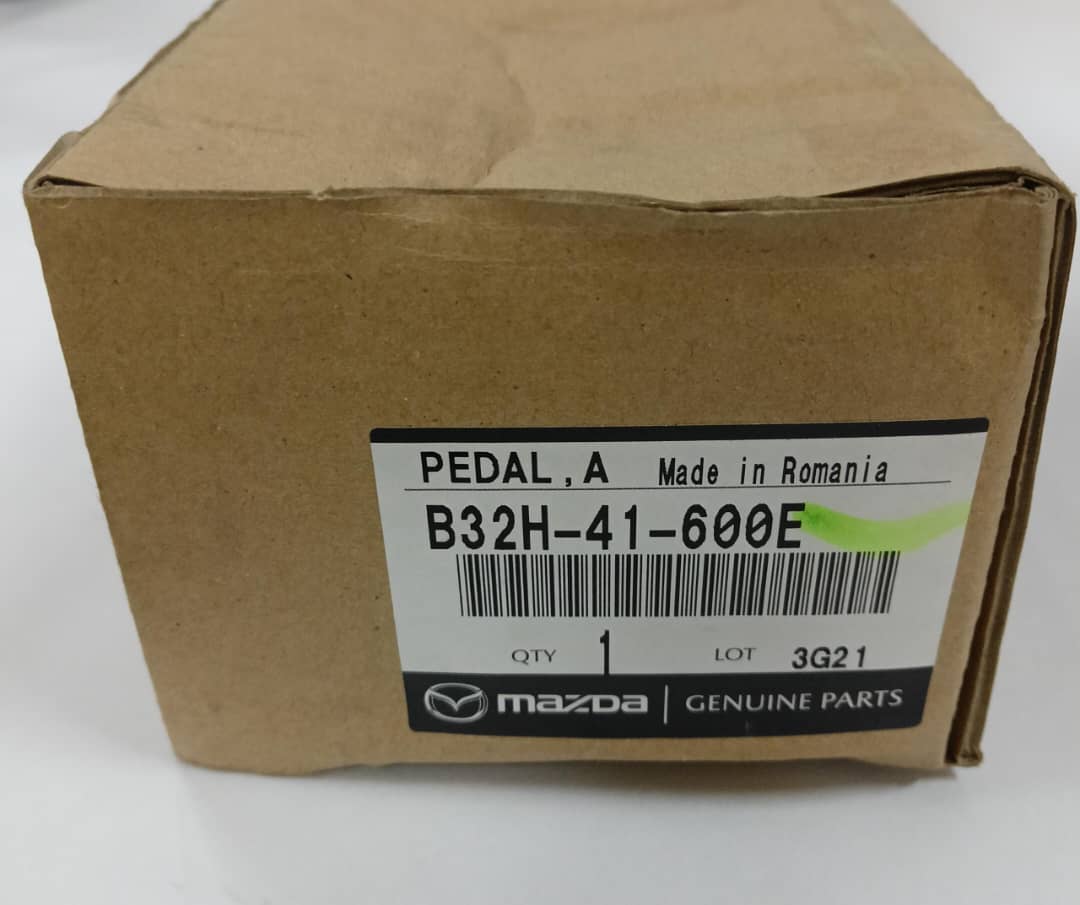 PEDAL,A Made in Romania
B32H-41-600E
QTY 1 LOT 3G21
mazda GENUINE PARTS